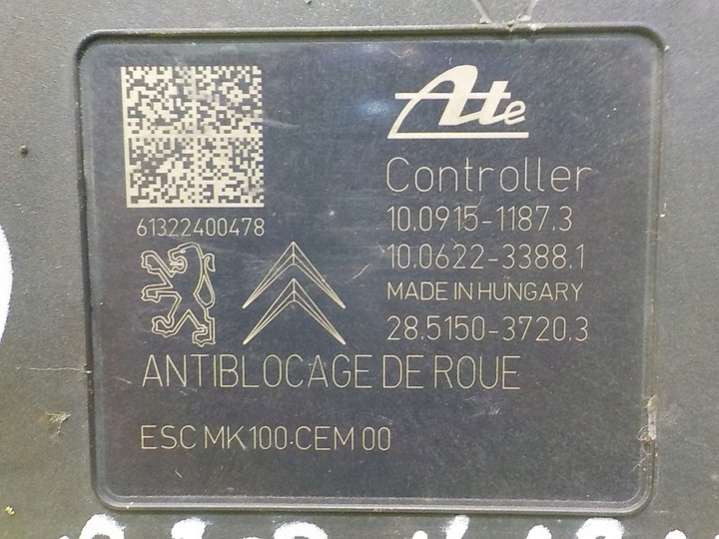 Ate
Controller
61322400478
10.0915-1187.3
10.0622-3388.1
MADE IN HUNGARY
28.5150-3720.3
ANTIBLOCAGE DE ROUE
ESC MK100.CEM 00